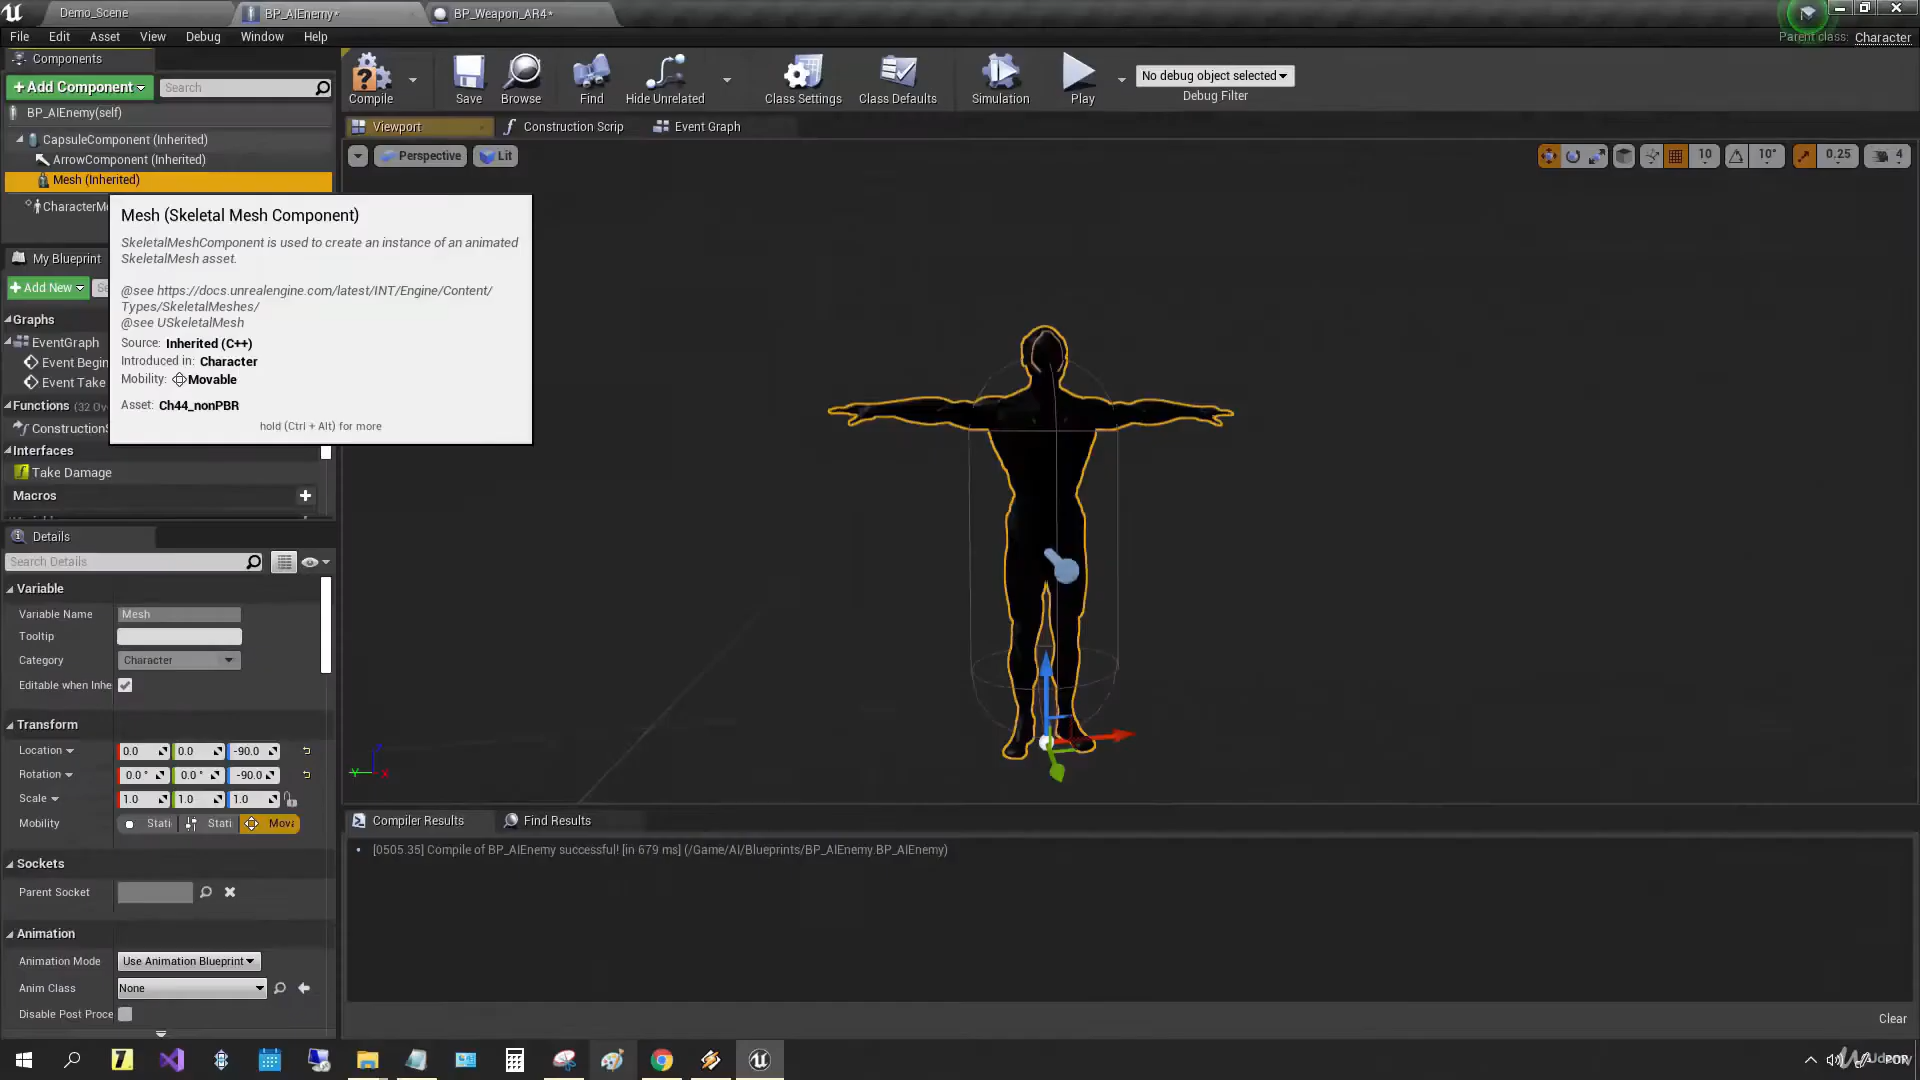 Demo_Scene
BP_AIEnemy*
BP_Weapon_AR4*
File Edit Asset View Debug Window Help
Parent class: Character
Components
+Add Component
Search
BP_AIEnemy(self)
CapsuleComponent (Inherited)
ArrowComponent (Inherited)
Mesh (Inherited)
CharacterMo
Compile
Save
Browse
Find
Hide Unrelated
Class Settings
Class Defaults
Simulation
Play
No debug object selected
Debug Filter
Viewport
Construction Scrip
Event Graph
Perspective
Lit
10
10°
0.25
4
Mesh (Skeletal Mesh Component)
SkeletalMeshComponent is used to create an instance of an animated
SkeletalMesh asset.
@see https://docs.unrealengine.com/latest/INT/Engine/Content/
Types/SkeletalMeshes/
@see USkeletalMesh
Source: Inherited (C++)
Introduced in: Character
Mobility: Movable
Asset: Ch44_nonPBR
hold (Ctrl + Alt) for more
My Blueprint
+Add New
Graphs
EventGraph
Event Begin
Event Take
Functions (32 Ov
ConstructionS
Interfaces
Take Damage
Macros
Details
Search Details
Variable
Variable Name Mesh
Tooltip
Category Character
Editable when Inhe
Transform
Location 0.0 0.0 -90.0
Rotation 0.0 ° 0.0 ° -90.0
Scale 1.0 1.0 1.0
Mobility Stati Stati Mova
Sockets
Parent Socket
Animation
Animation Mode Use Animation Blueprint
Anim Class None
Disable Post Proce
Compiler Results
Find Results
[0505.35] Compile of BP_AIEnemy successful! [in 679 ms] (/Game/AI/Blueprints/BP_AIEnemy.BP_AIEnemy)
Clear
POR